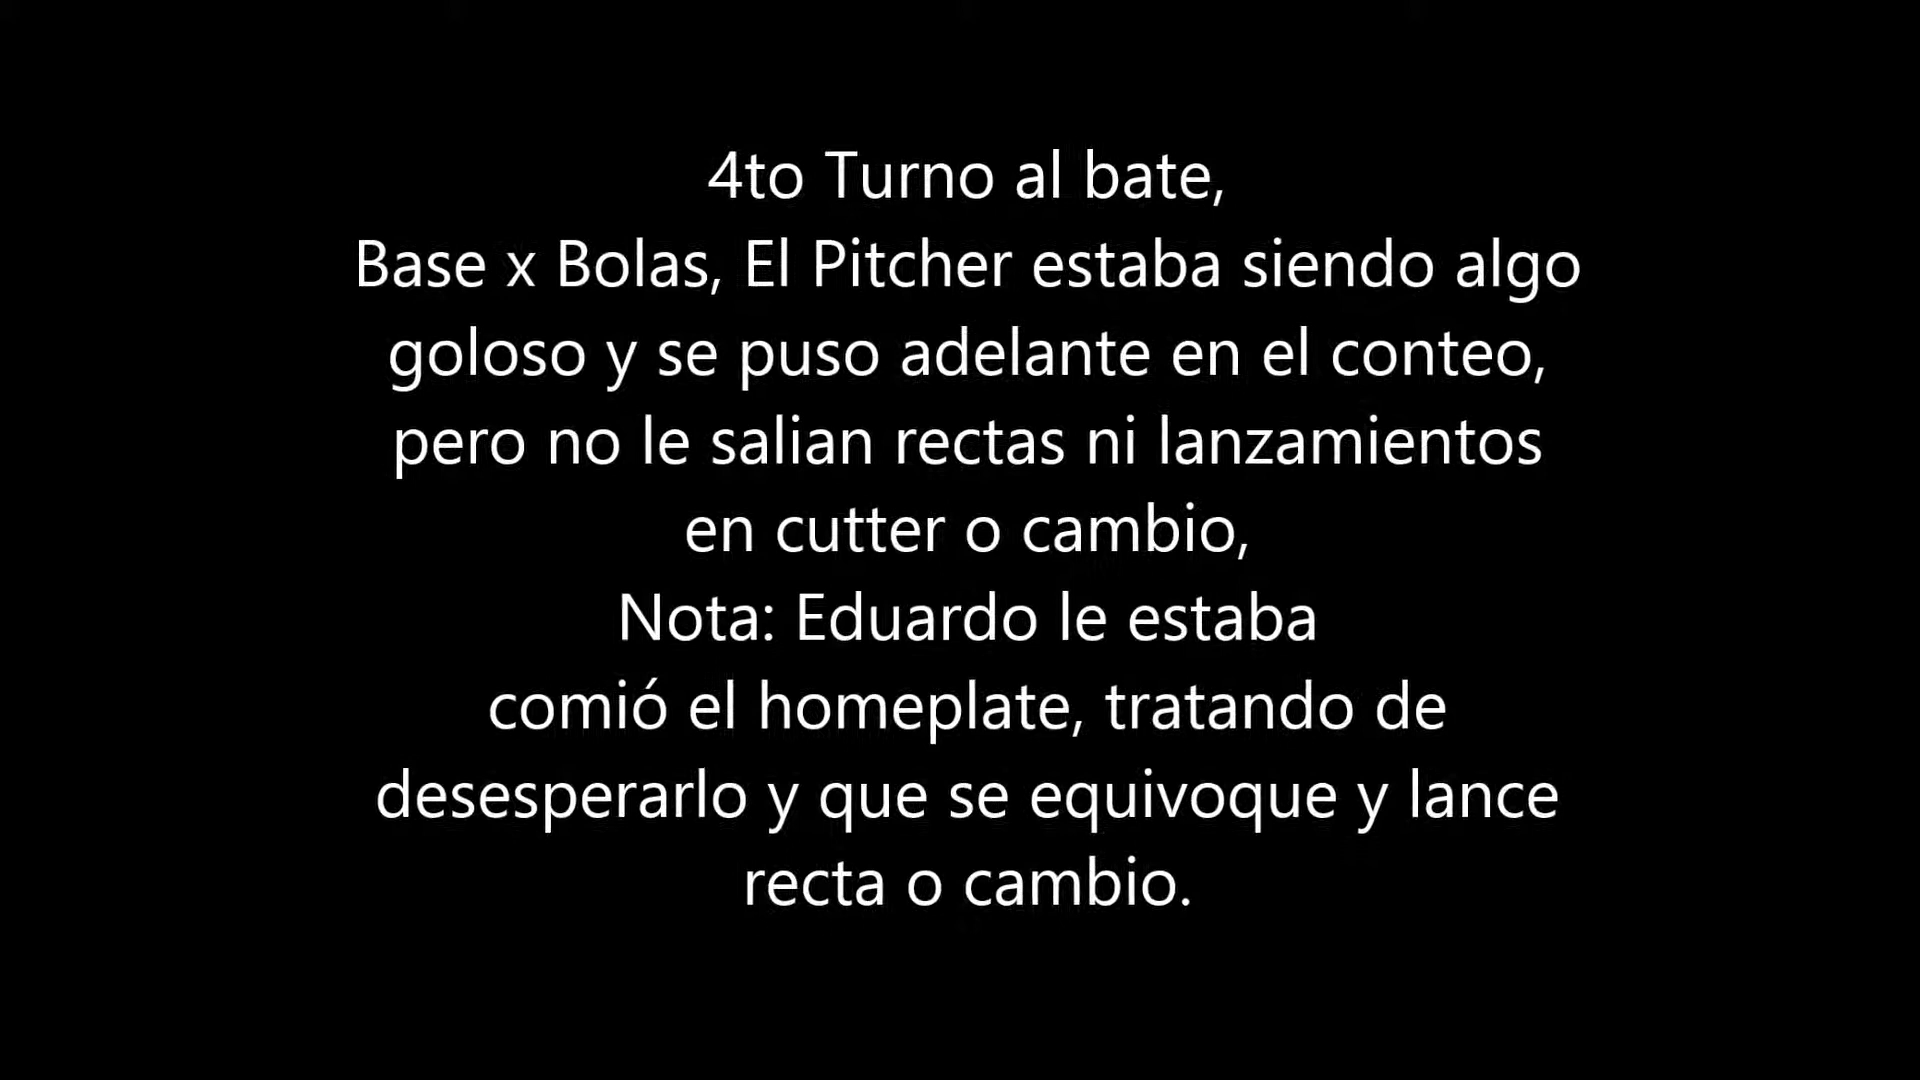 4to Turno al bate,
Base x Bolas, El Pitcher estaba siendo algo
goloso y se puso adelante en el conteo,
pero no le salian rectas ni lanzamientos
en cutter o cambio,
Nota: Eduardo le estaba
comió el homeplate, tratando de
desesperarlo y que se equivoque y lance
recta o cambio.